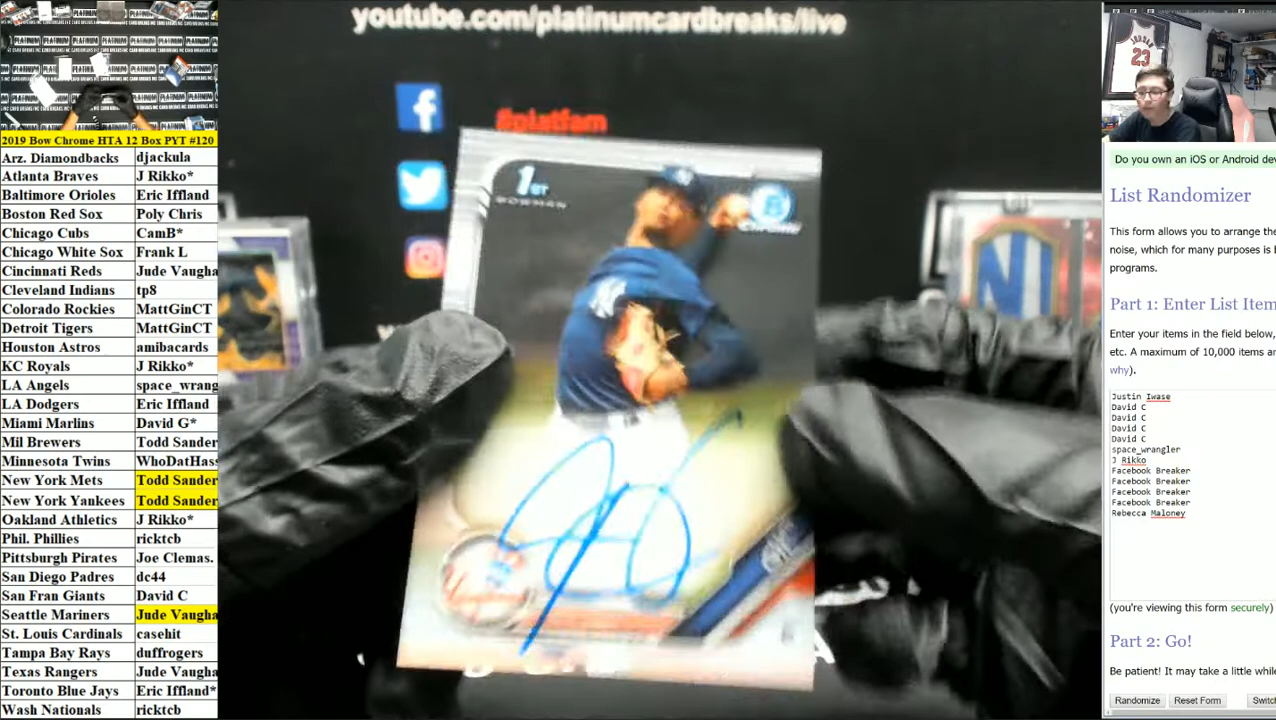 youtube.com/platinumcardbreaks/live
#platfam
1ST
BOWMAN
Chrome
NY
2019 Bow Chrome HTA 12 Box PYT #120
Arz. Diamondbacks djackula
Atlanta Braves J Rikko*
Baltimore Orioles Eric Iffland
Boston Red Sox Poly Chris
Chicago Cubs CamB*
Chicago White Sox Frank L
Cincinnati Reds Jude Vaugha
Cleveland Indians tp8
Colorado Rockies MattGinCT
Detroit Tigers MattGinCT
Houston Astros amibacards
KC Royals J Rikko*
LA Angels space_wrang
LA Dodgers Eric Iffland
Miami Marlins David G*
Mil Brewers Todd Sander
Minnesota Twins WhoDatHass
New York Mets Todd Sander
New York Yankees Todd Sander
Oakland Athletics J Rikko*
Phil. Phillies ricktcb
Pittsburgh Pirates Joe Clemas.
San Diego Padres dc44
San Fran Giants David C
Seattle Mariners Jude Vaugha
St. Louis Cardinals casehit
Tampa Bay Rays duffrogers
Texas Rangers Jude Vaugha
Toronto Blue Jays Eric Iffland*
Wash Nationals ricktcb
JORDAN
23
Do you own an iOS or Android dev
List Randomizer
This form allows you to arrange the
noise, which for many purposes is
programs.
Part 1: Enter List Item
Enter your items in the field below,
etc. A maximum of 10,000 items
why).
Justin Iwase
David C
David C
David C
David C
space_wrangler
J Rikko
Facebook Breaker
Facebook Breaker
Facebook Breaker
Facebook Breaker
Rebecca Maloney
(you're viewing this form securely)
Part 2: Go!
Be patient! It may take a little while
Randomize Reset Form Switc